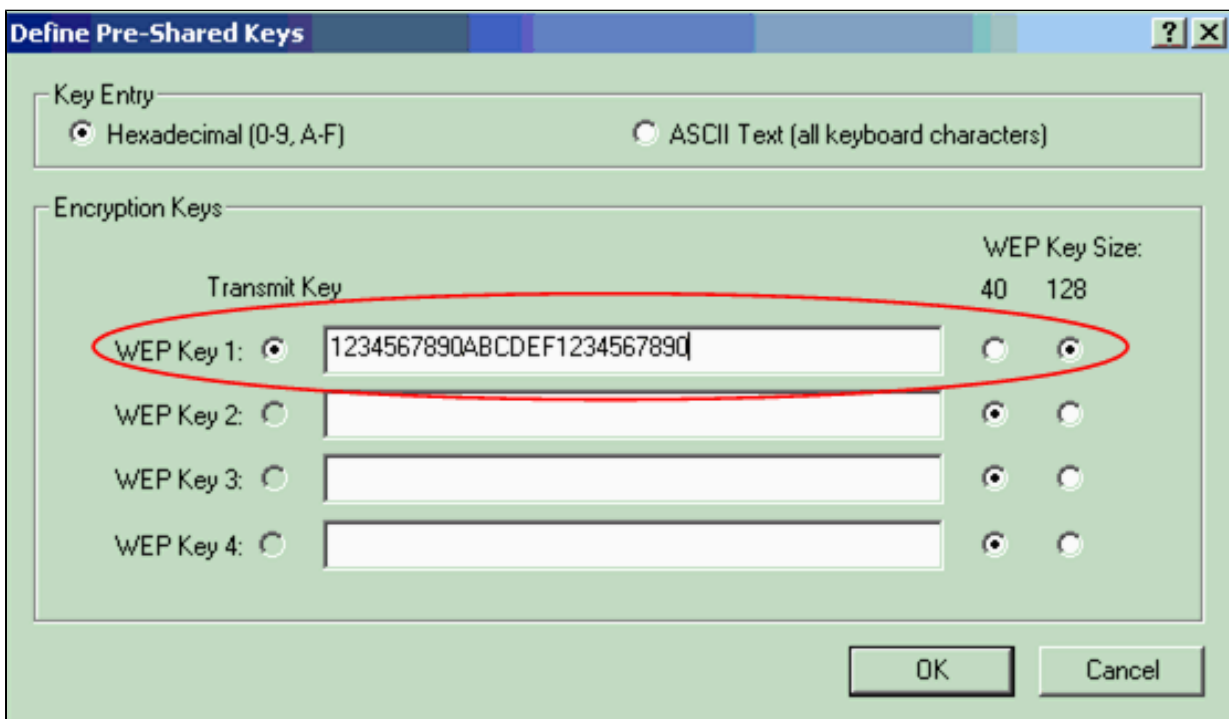 Define Pre-Shared Keys
Key Entry
Hexadecimal (0-9, A-F) ASCII Text (all keyboard characters)
Encryption Keys
WEP Key Size:
Transmit Key 40 128
WEP Key 1: 1234567890ABCDEF1234567890
WEP Key 2:
WEP Key 3:
WEP Key 4:
OK Cancel